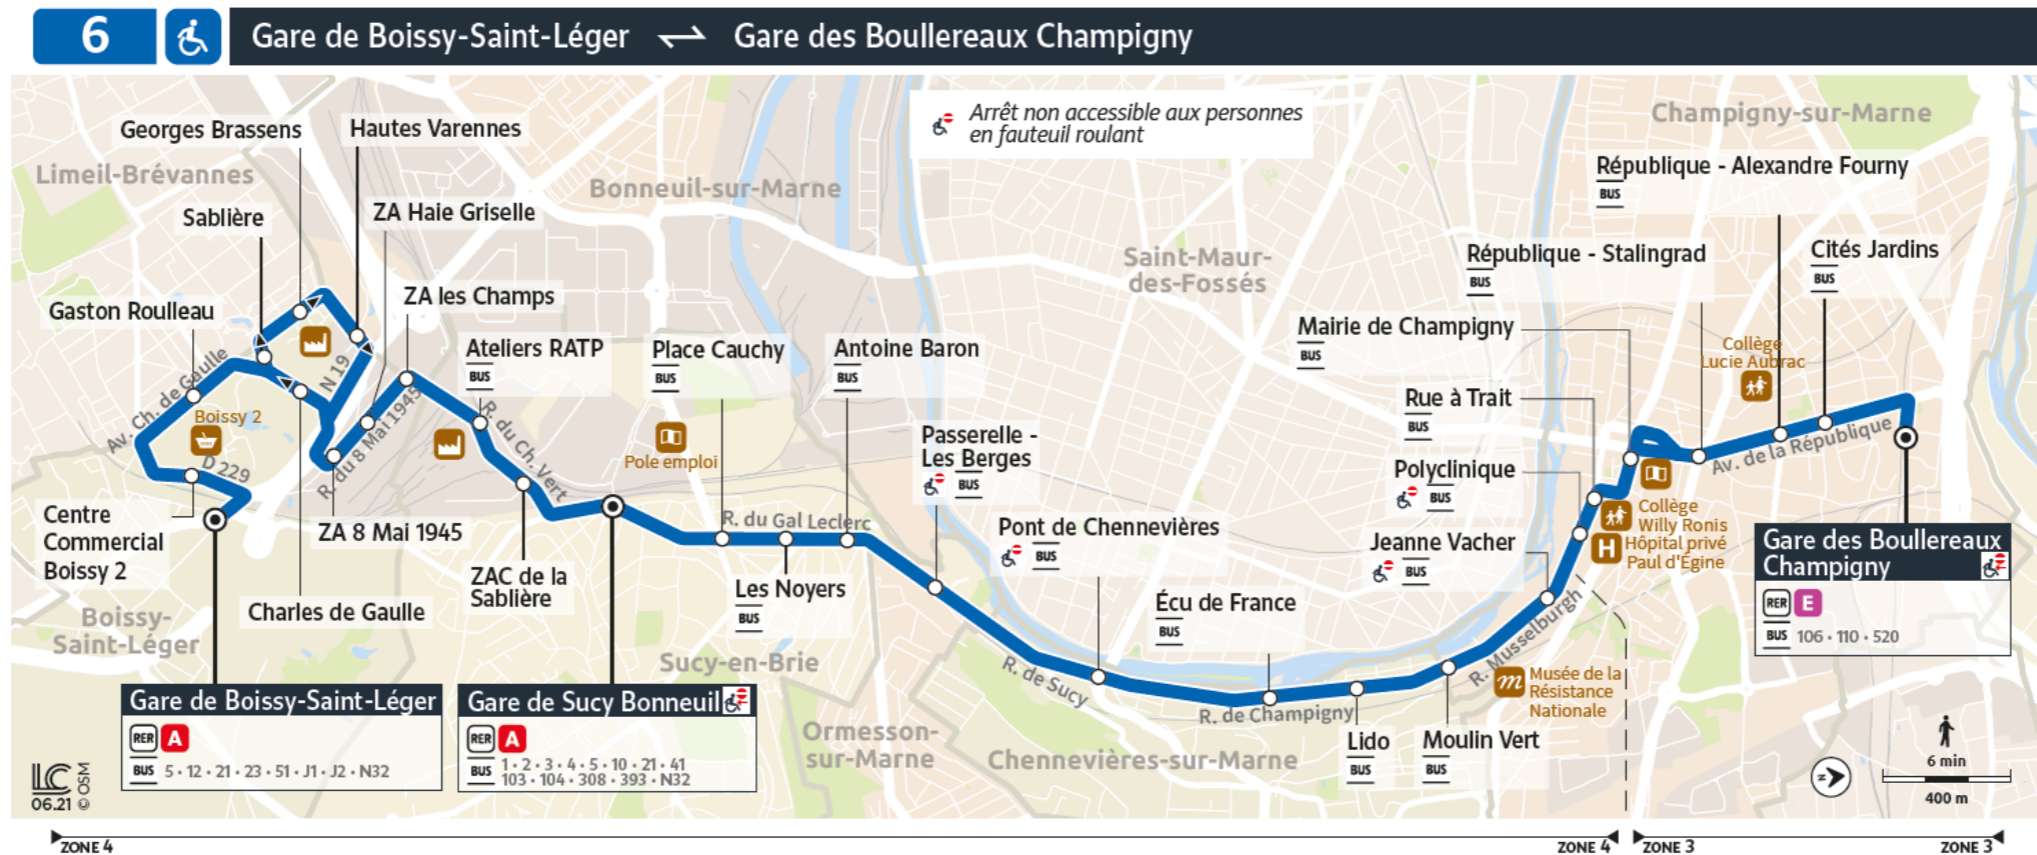 6
Gare de Boissy-Saint-Léger ⇌ Gare des Boullereaux Champigny
Arrêt non accessible aux personnes
en fauteuil roulant
Champigny-sur-Marne
Georges Brassens
Hautes Varennes
Limeil-Brévannes
Bonneuil-sur-Marne
République - Alexandre Fourny
BUS
Sablière
ZA Haie Griselle
Saint-Maur-
des-Fossés
République - Stalingrad
BUS
Cités Jardins
BUS
Gaston Roulleau
ZA les Champs
Mairie de Champigny
BUS
Ateliers RATP
BUS
Place Cauchy
BUS
Antoine Baron
BUS
Collège
Lucie Aubrac
Av. Ch. de Gaulle
N 19
R. du 8 Mai 1945
R. du Ch. Vert
Boissy 2
D 229
Pole emploi
Rue à Trait
BUS
Passerelle -
Les Berges
BUS
Av. de la République
Polyclinique
BUS
Centre
Commercial
Boissy 2
ZA 8 Mai 1945
R. du Gal Leclerc
Pont de Chennevières
BUS
Jeanne Vacher
BUS
Collège
Willy Ronis
H
Hôpital privé
Paul d'Égine
Gare des Boullereaux
Champigny
RER E
BUS 106 • 110 • 520
ZAC de la
Sablière
Les Noyers
BUS
Écu de France
BUS
Charles de Gaulle
Boissy-
Saint-Léger
Sucy-en-Brie
R. de Sucy
R. de Champigny
R. Musselburgh
m
Musée de la
Résistance
Nationale
Gare de Boissy-Saint-Léger
RER A
BUS 5 • 12 • 21 • 23 • 51 • J1 • J2 • N32
Gare de Sucy Bonneuil
RER A
BUS 1 • 2 • 3 • 4 • 5 • 10 • 21 • 41
103 • 104 • 308 • 393 • N32
Ormesson-
sur-Marne
Chennevières-sur-Marne
Lido
BUS
Moulin Vert
BUS
LC
06.21 © OSM
z
6 min
400 m
ZONE 4
ZONE 4
ZONE 3
ZONE 3